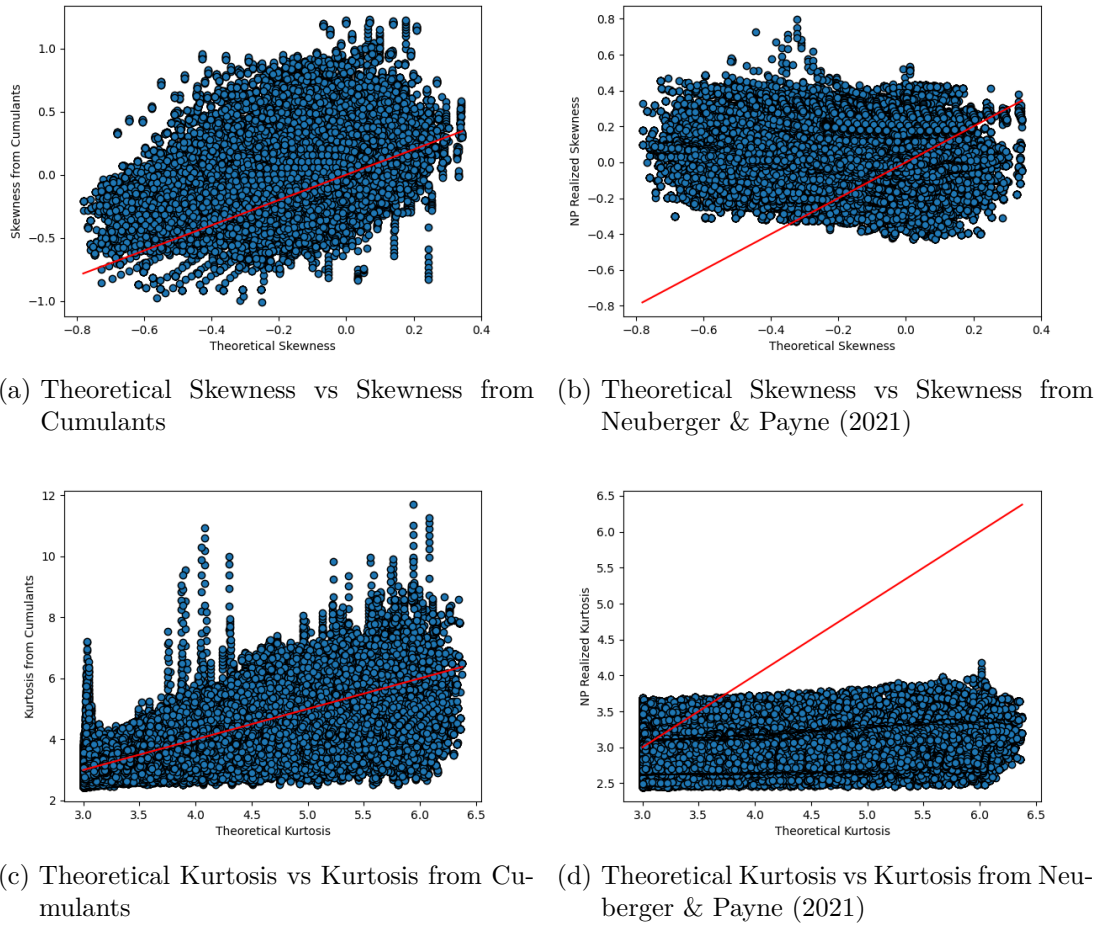 1.0
0.5
0.0
−0.5
−1.0
Skewness from Cumulants
−0.8 −0.6 −0.4 −0.2 0.0 0.2 0.4
Theoretical Skewness
(a) Theoretical Skewness vs Skewness from
Cumulants
0.8
0.6
0.4
0.2
0.0
−0.2
−0.4
−0.6
−0.8
NP Realized Skewness
−0.8 −0.6 −0.4 −0.2 0.0 0.2 0.4
Theoretical Skewness
(b) Theoretical Skewness vs Skewness from
Neuberger & Payne (2021)
12
10
8
6
4
2
Kurtosis from Cumulants
3.0 3.5 4.0 4.5 5.0 5.5 6.0 6.5
Theoretical Kurtosis
(c) Theoretical Kurtosis vs Kurtosis from Cu-
mulants
6.5
6.0
5.5
5.0
4.5
4.0
3.5
3.0
2.5
NP Realized Kurtosis
3.0 3.5 4.0 4.5 5.0 5.5 6.0 6.5
Theoretical Kurtosis
(d) Theoretical Kurtosis vs Kurtosis from Neu-
berger & Payne (2021)